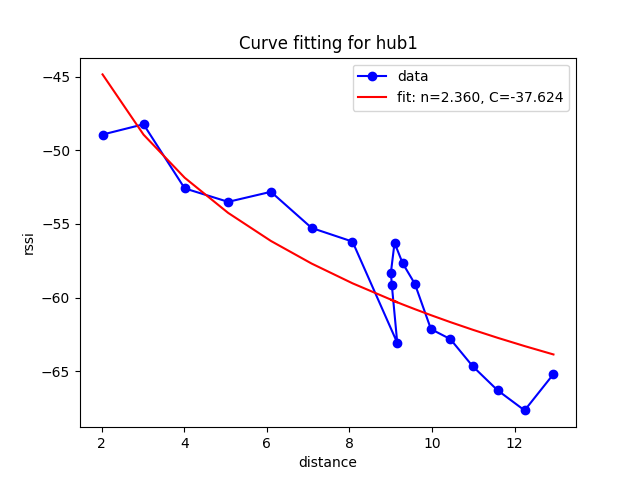 Curve fitting for hub1
data
fit: n=2.360, C=-37.624
−45
−50
−55
−60
−65
rssi
2
4
6
8
10
12
distance